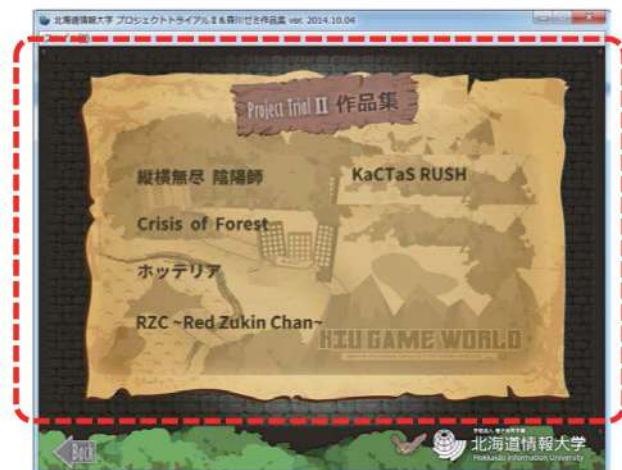 北海道情報大学 プロジェクトトライアルⅡ&森川ゼミ作品集 ver. 2014.10.04
Project Trial II 作品集
縦横無尽 陰陽師
KaCTaS RUSH
Crisis of Forest
ホッテリア
RZC ~Red Zukin Chan~
HIU GAME WORLD
Back
北海道情報大学
Hokkaido Information University